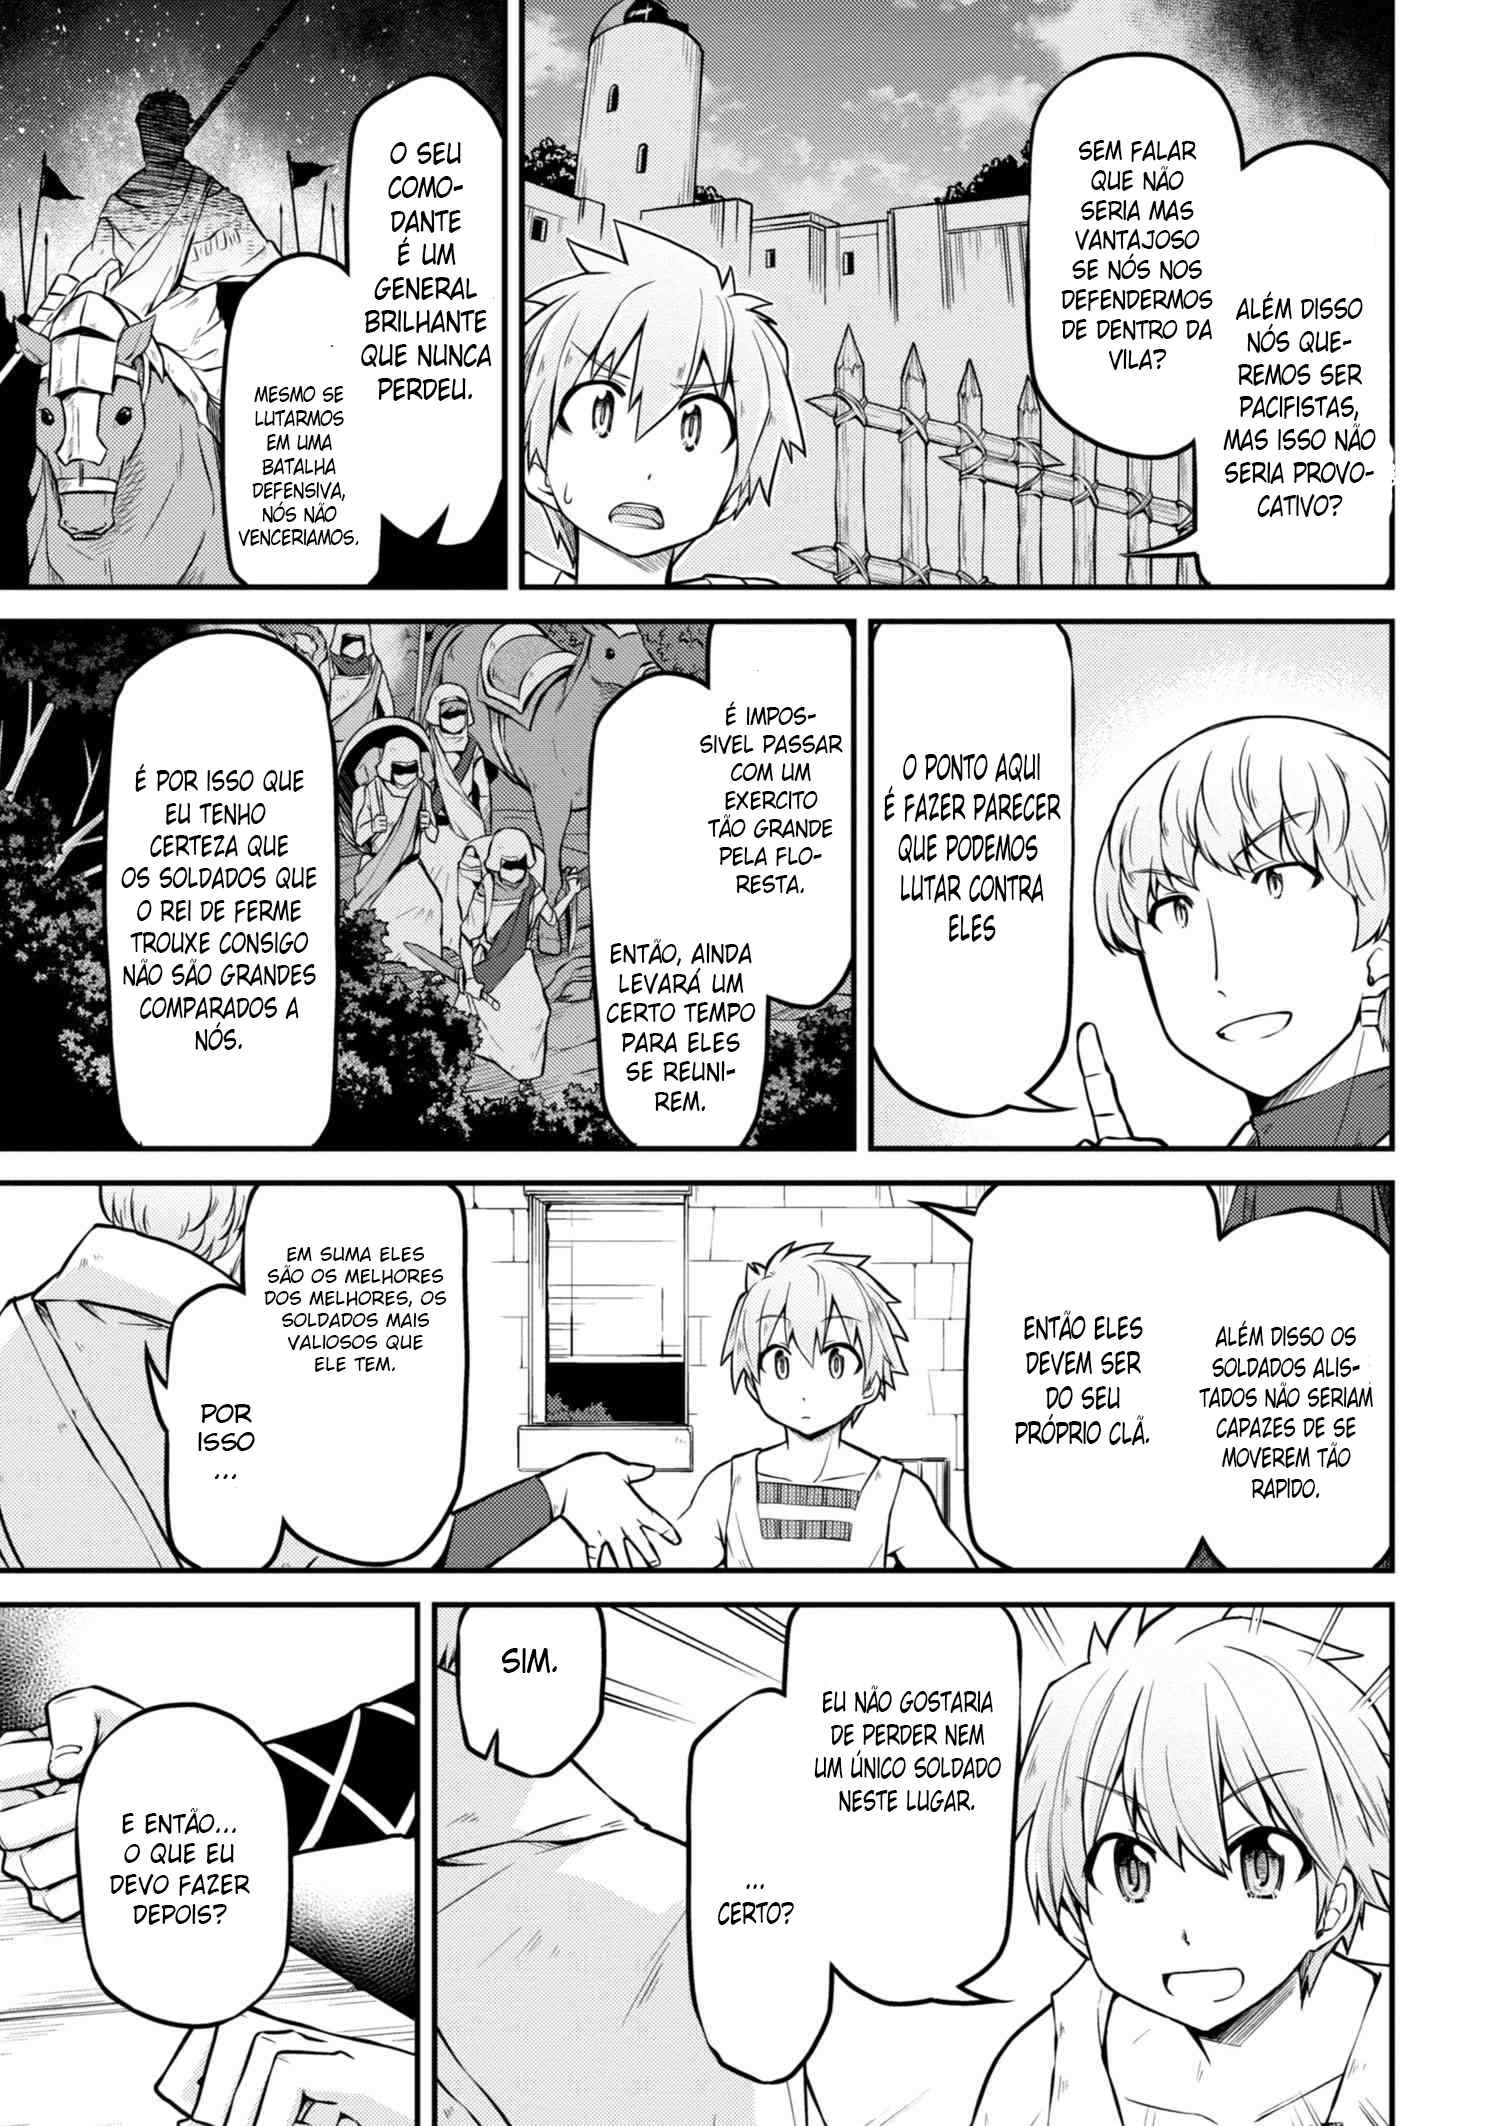 ALÉM DISSO
NÓS QUE-
REMOS SER
PACIFISTAS,
MAS ISSO NÃO
SERIA PROVO-
CATIVO?
SEM FALAR
QUE NÃO
SERIA MAS
VANTAJOSO
SE NÓS NOS
DEFENDERMOS
DE DENTRO DA
VILA?
O SEU
COMO-
DANTE
É UM
GENERAL
BRILHANTE
QUE NUNCA
PERDEU.
MESMO SE
LUTARMOS
EM UMA
BATALHA
DEFENSIVA,
NÓS NÃO
VENCERIAMOS.
O PONTO AQUI
É FAZER PARECER
QUE PODEMOS
LUTAR CONTRA
ELES
É IMPOS-
SIVEL PASSAR
COM UM
EXERCITO
TÃO GRANDE
PELA FLO-
RESTA.
ENTÃO, AINDA
LEVARÁ UM
CERTO TEMPO
PARA ELES
SE REUNI-
REM.
É POR ISSO QUE
EU TENHO
CERTEZA QUE
OS SOLDADOS QUE
O REI DE FERME
TROUXE CONSIGO
NÃO SÃO GRANDES
COMPARADOS A
NÓS.
ALÉM DISSO OS
SOLDADOS ALIS-
TADOS NÃO SERIAM
CAPAZES DE SE
MOVEREM TÃO
RAPIDO.
ENTÃO ELES
DEVEM SER
DO SEU
PRÓPRIO CLÃ.
EM SUMA ELES
SÃO OS MELHORES
DOS MELHORES, OS
SOLDADOS MAIS
VALIOSOS QUE
ELE TEM.
POR
ISSO
...
EU NÃO GOSTARIA
DE PERDER NEM
UM ÚNICO SOLDADO
NESTE LUGAR.
...
CERTO?
SIM.
E ENTÃO...
O QUE EU
DEVO FAZER
DEPOIS?